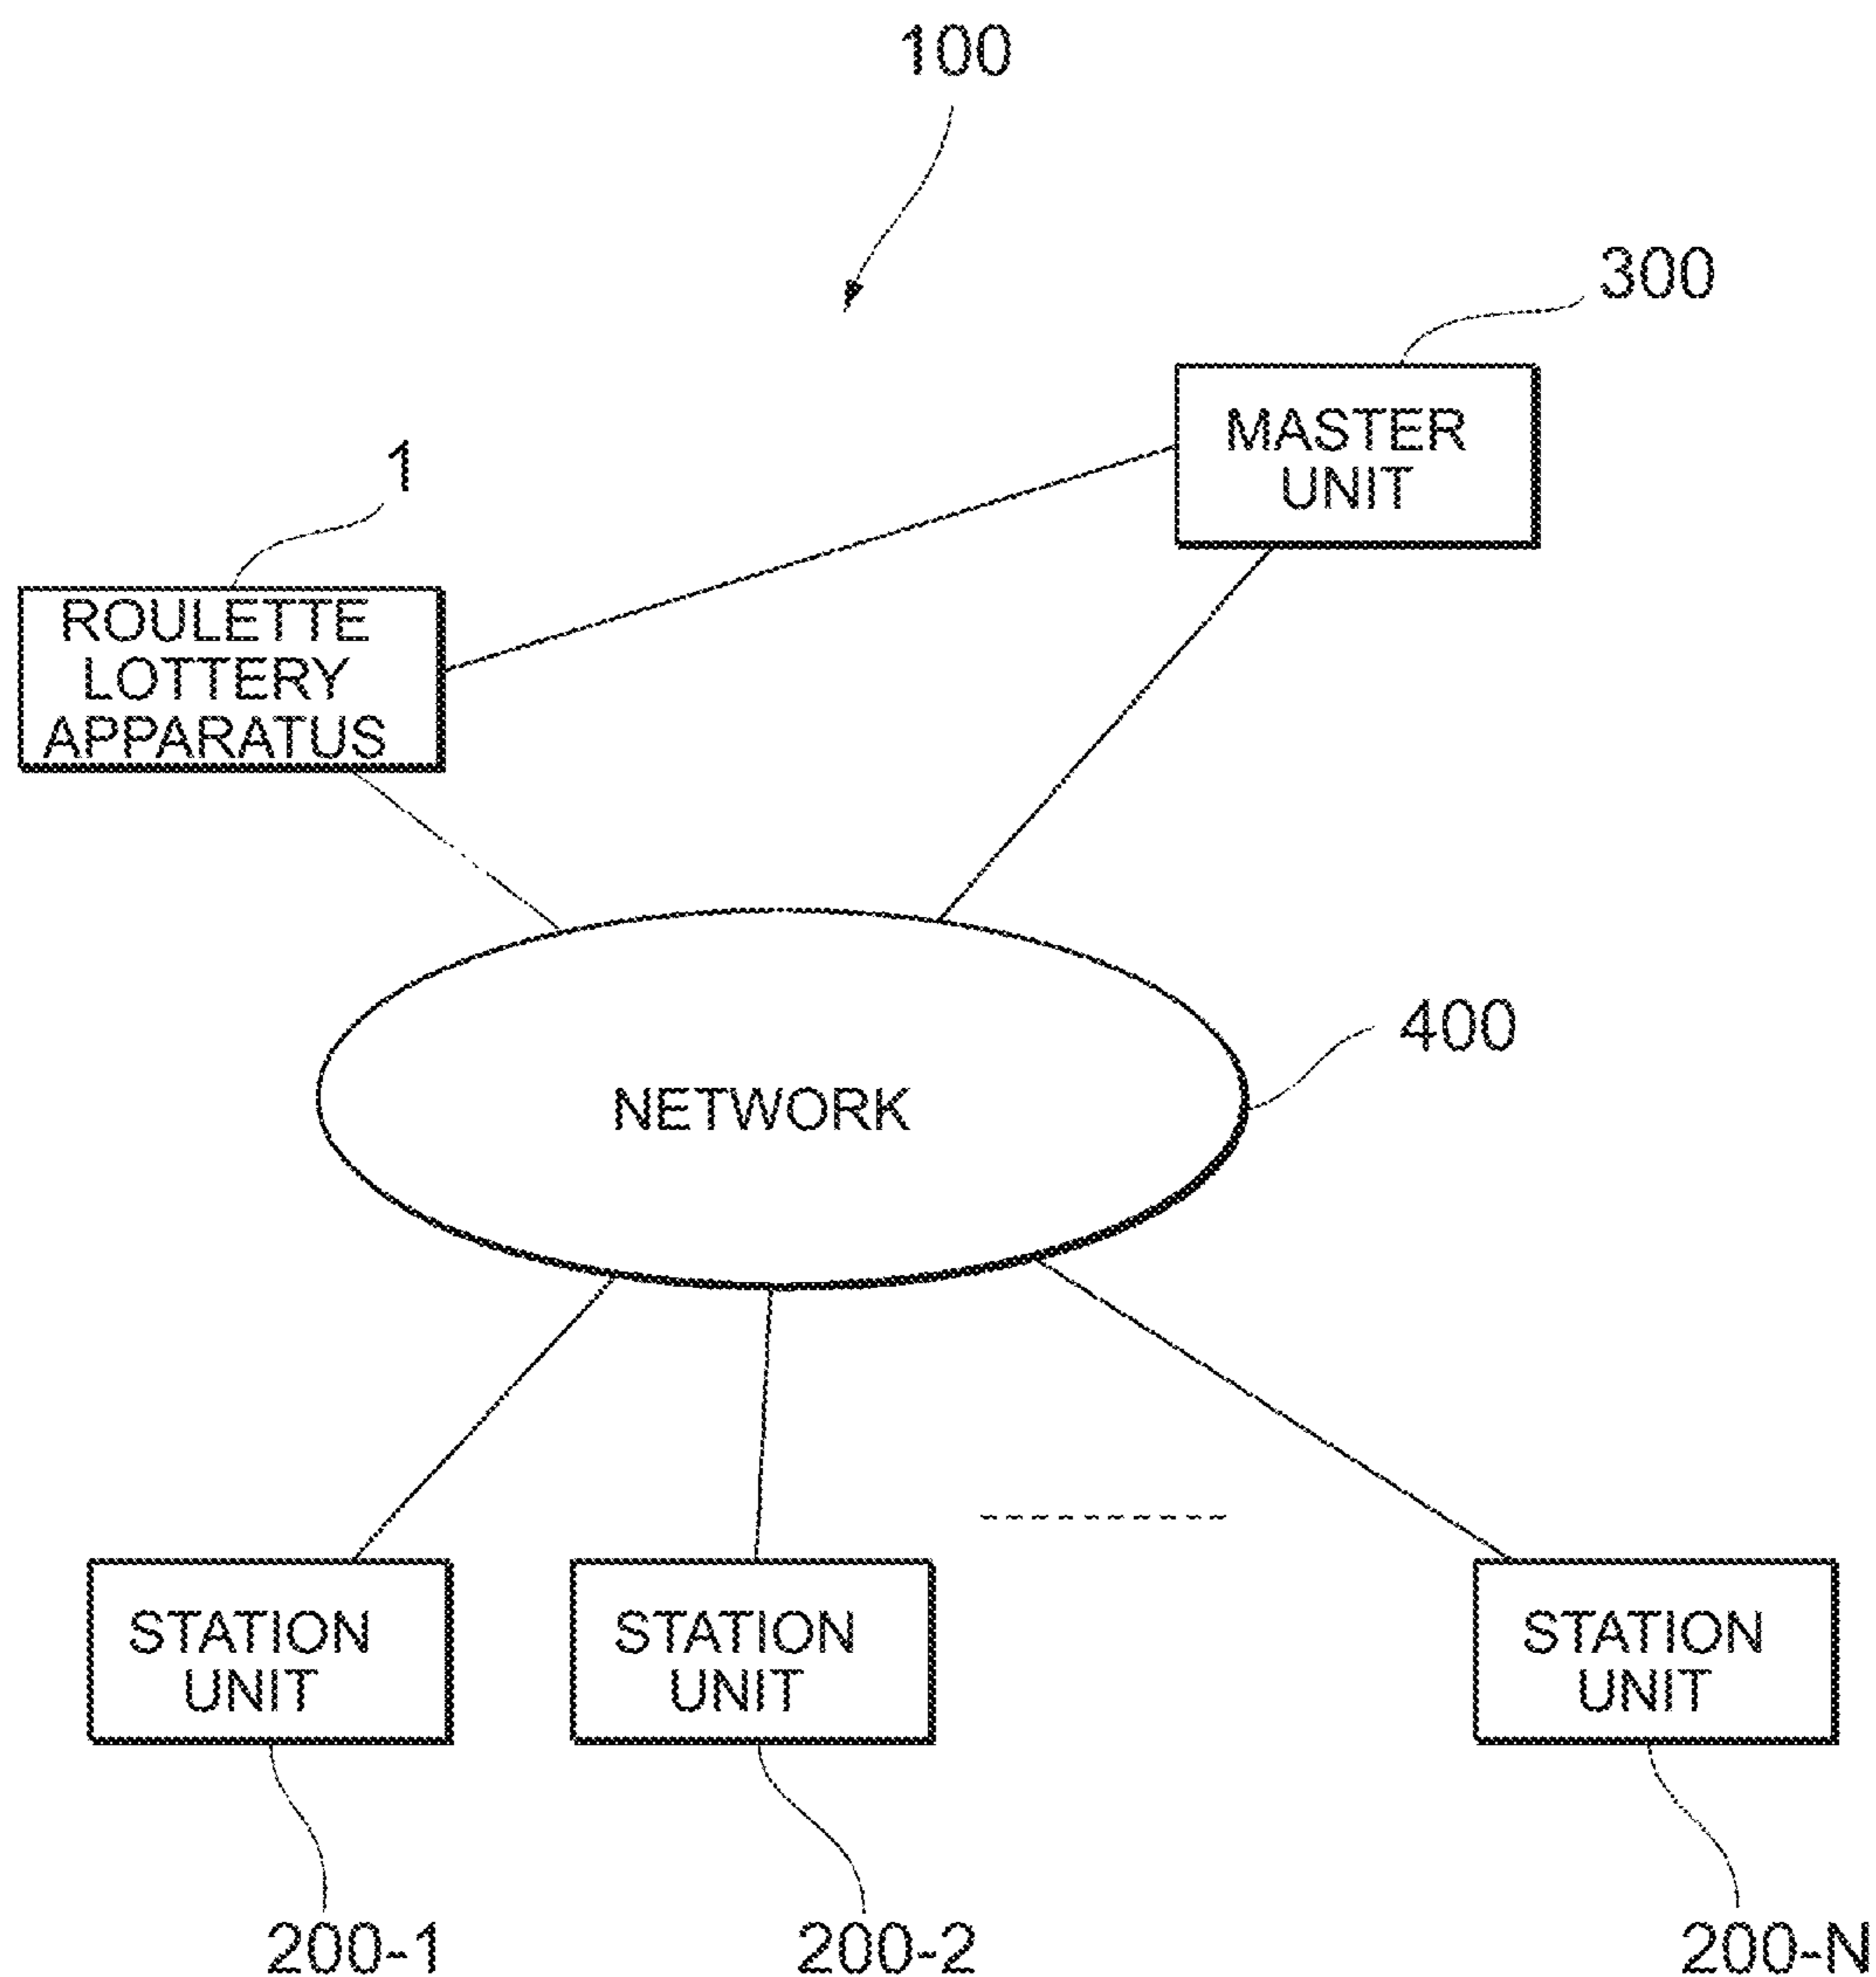 100
300
MASTER
UNIT
1
ROULETTE
LOTTERY
APPARATUS
400
NETWORK
STATION
UNIT
STATION
UNIT
STATION
UNIT
200-1
200-2
200-N